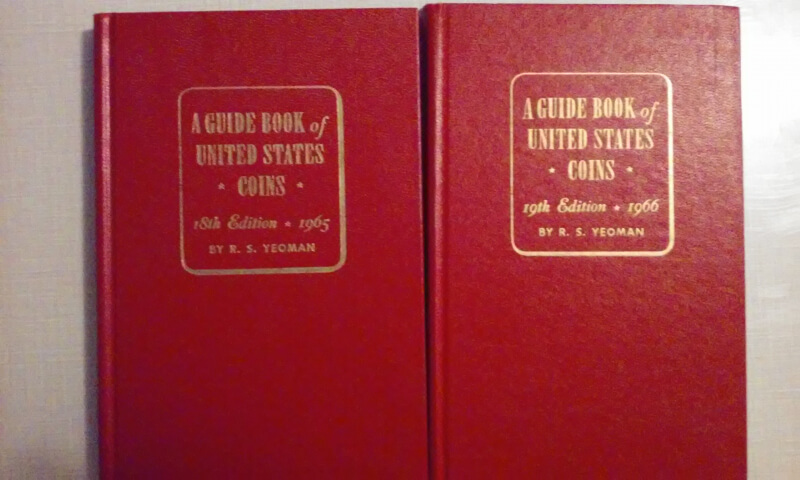 A GUIDE BOOK of
UNITED STATES
* COINS *
18th Edition * 1965
BY R. S. YEOMAN
A GUIDE BOOK of
UNITED STATES
* COINS *
19th Edition * 1966
BY R. S. YEOMAN